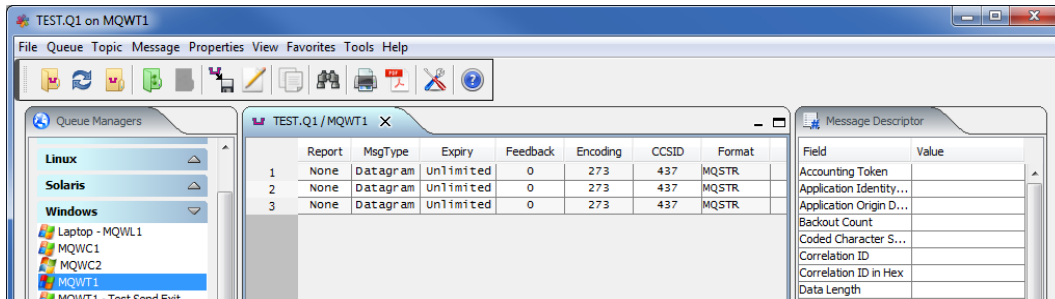 TEST.Q1 on MQWT1
File Queue Topic Message Properties View Favorites Tools Help
Queue Managers
Linux
Solaris
Windows
Laptop - MQWL1
MQWC1
MQWC2
MQWT1
MQWT1 - Test Send Exit
TEST.Q1 / MQWT1 X
Report MsgType Expiry Feedback Encoding CCSID Format
1 None Datagram Unlimited 0 273 437 MQSTR
2 None Datagram Unlimited 0 273 437 MQSTR
3 None Datagram Unlimited 0 273 437 MQSTR
Message Descriptor
Field Value
Accounting Token
Application Identity...
Application Origin D...
Backout Count
Coded Character S...
Correlation ID
Correlation ID in Hex
Data Length